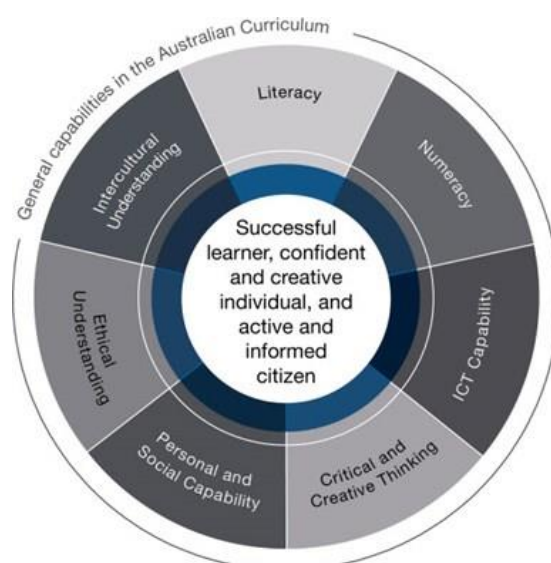 General capabilities in the Australian Curriculum
Literacy
Numeracy
ICT Capability
Critical and
Creative Thinking
Personal and
Social Capability
Ethical
Understanding
Intercultural
Understanding
Successful
learner, confident
and creative
individual, and
active and
informed
citizen